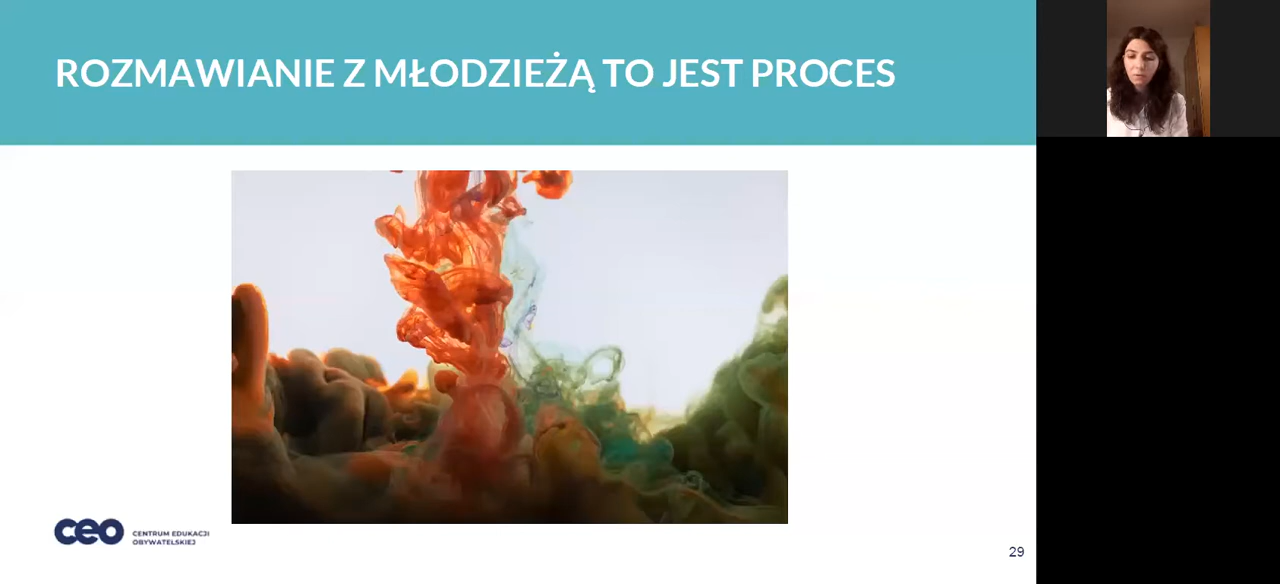 ROZMAWIANIE Z MŁODZIEŻĄ TO JEST PROCES
ceo
CENTRUM EDUKACJI
OBYWATELSKIEJ
29